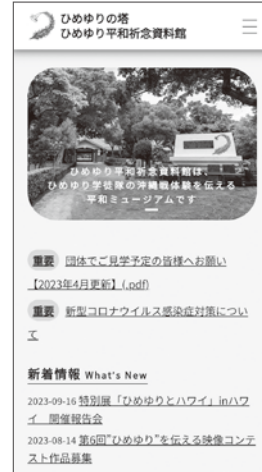 ひめゆりの塔
ひめゆり平和祈念資料館
ひめゆり平和祈念資料館は、
ひめゆり学徒隊の沖縄戦体験を伝える
平和ミュージアムです
重要 団体でご見学予定の皆様へお願い
【2023年4月更新】(.pdf)
重要 新型コロナウイルス感染症対策につい
て
新着情報 What's New
2023-09-16 特別展「ひめゆりとハワイ」inハワ
イ 開催報告会
2023-08-14 第6回"ひめゆり"を伝える映像コンテ
スト作品募集